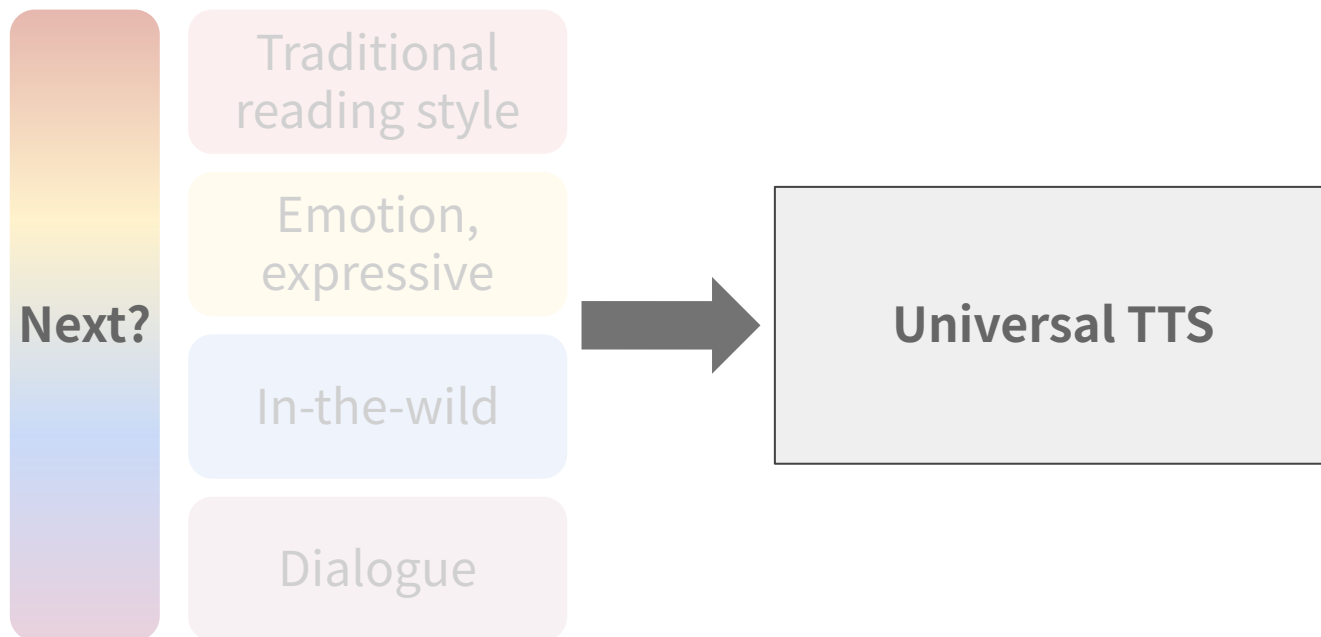 Next?
Traditional
reading style
Emotion,
expressive
In-the-wild
Dialogue
Universal TTS